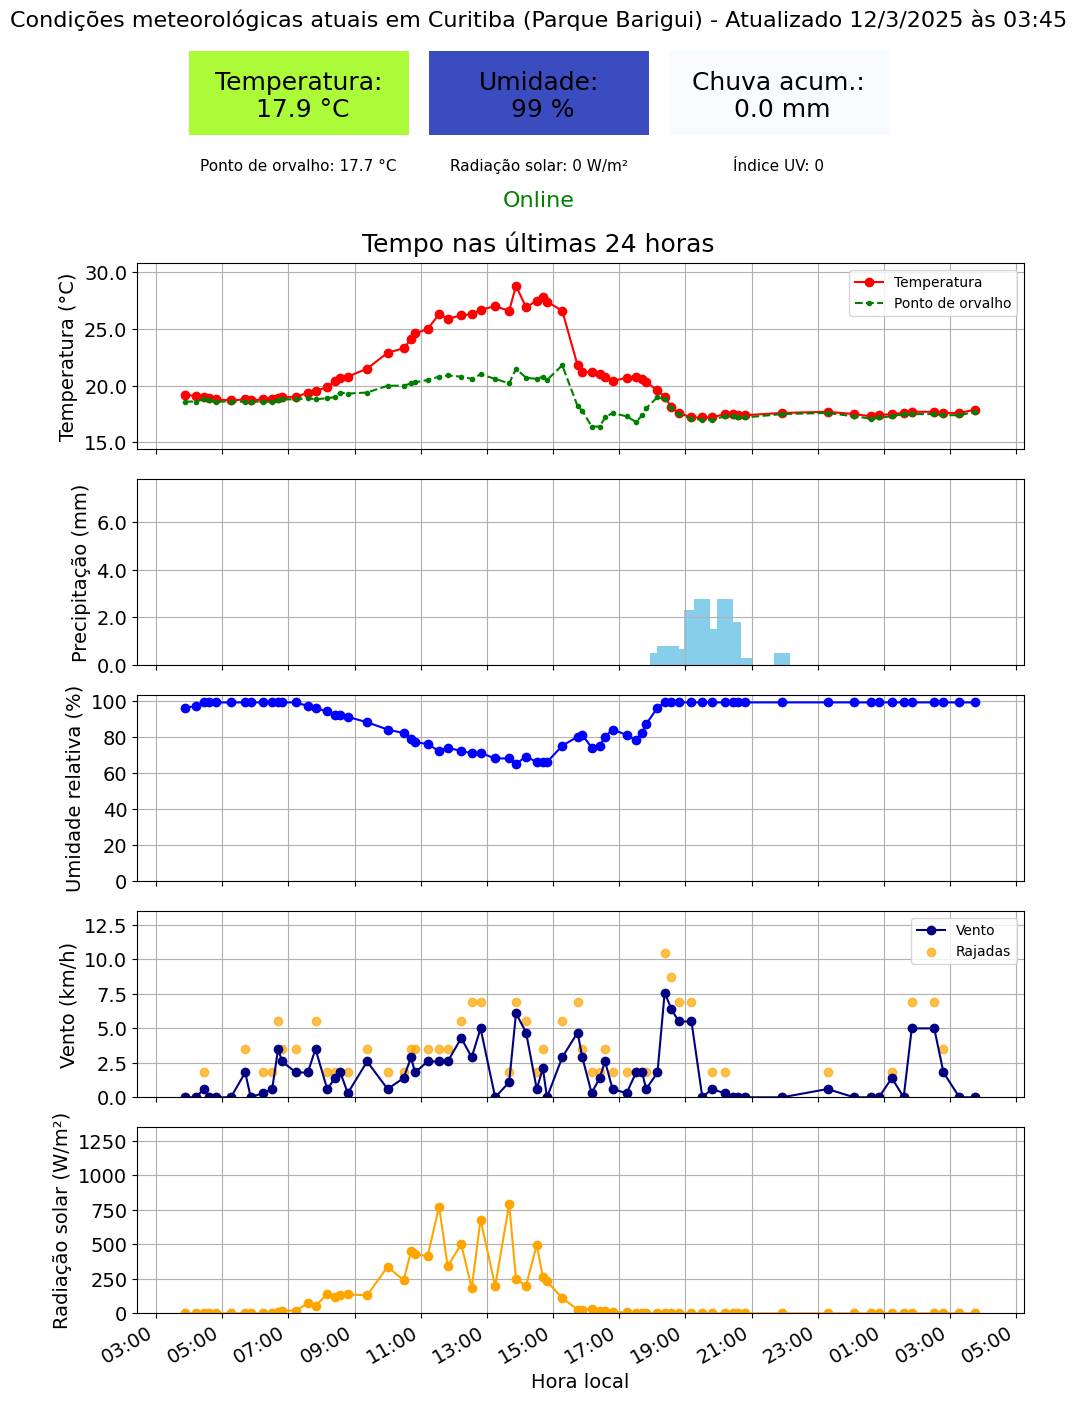 Condições meteorológicas atuais em Curitiba (Parque Barigui) - Atualizado 12/3/2025 às 03:45
Temperatura:
17.9 °C
Umidade:
99 %
Chuva acum.:
0.0 mm
Ponto de orvalho: 17.7 °C
Radiação solar: 0 W/m²
Índice UV: 0
Online
Tempo nas últimas 24 horas
Temperatura (°C)
30.0
25.0
20.0
15.0
Temperatura
Ponto de orvalho
Precipitação (mm)
6.0
4.0
2.0
0.0
Umidade relativa (%)
100
80
60
40
20
0
Vento (km/h)
12.5
10.0
7.5
5.0
2.5
0.0
Vento
Rajadas
Radiação solar (W/m²)
1250
1000
750
500
250
0
03:00
05:00
07:00
09:00
11:00
13:00
15:00
17:00
19:00
21:00
23:00
01:00
03:00
05:00
Hora local